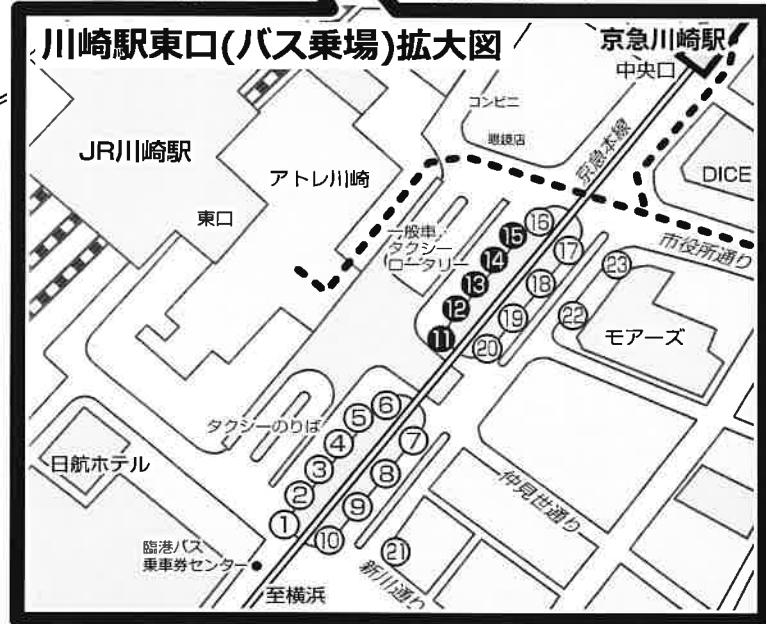 川崎駅東口(バス乗場)拡大図
京急川崎駅
中央口
コンビニ
眼鏡店
京急本線
JR川崎駅
アトレ川崎
DICE
東口
一般車・
タクシー
ロータリー
市役所通り
16
15
14
13
12
11
17
18
19
20
23
22
モアーズ
タクシーのりば
6
5
4
3
2
1
7
8
9
10
日航ホテル
仲見世通り
21
新川通り
臨港バス
乗車券センター
至横浜